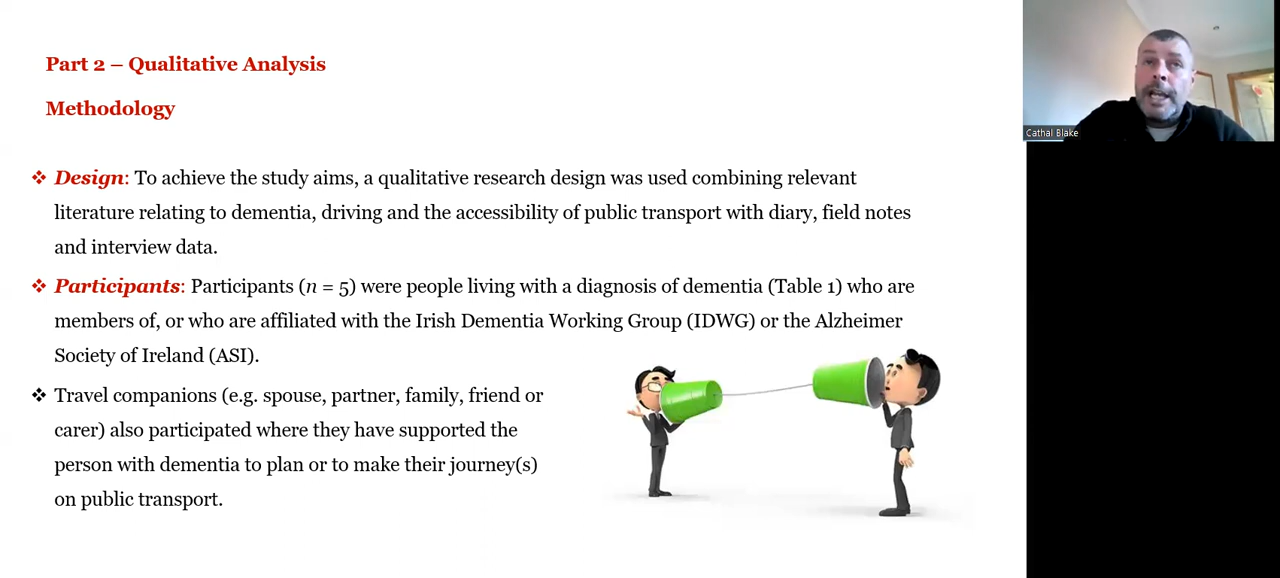 Part 2 – Qualitative Analysis
Methodology
❖ Design: To achieve the study aims, a qualitative research design was used combining relevant
literature relating to dementia, driving and the accessibility of public transport with diary, field notes
and interview data.
❖ Participants: Participants (n = 5) were people living with a diagnosis of dementia (Table 1) who are
members of, or who are affiliated with the Irish Dementia Working Group (IDWG) or the Alzheimer
Society of Ireland (ASI).
❖ Travel companions (e.g. spouse, partner, family, friend or
carer) also participated where they have supported the
person with dementia to plan or to make their journey(s)
on public transport.
Cathal Blake